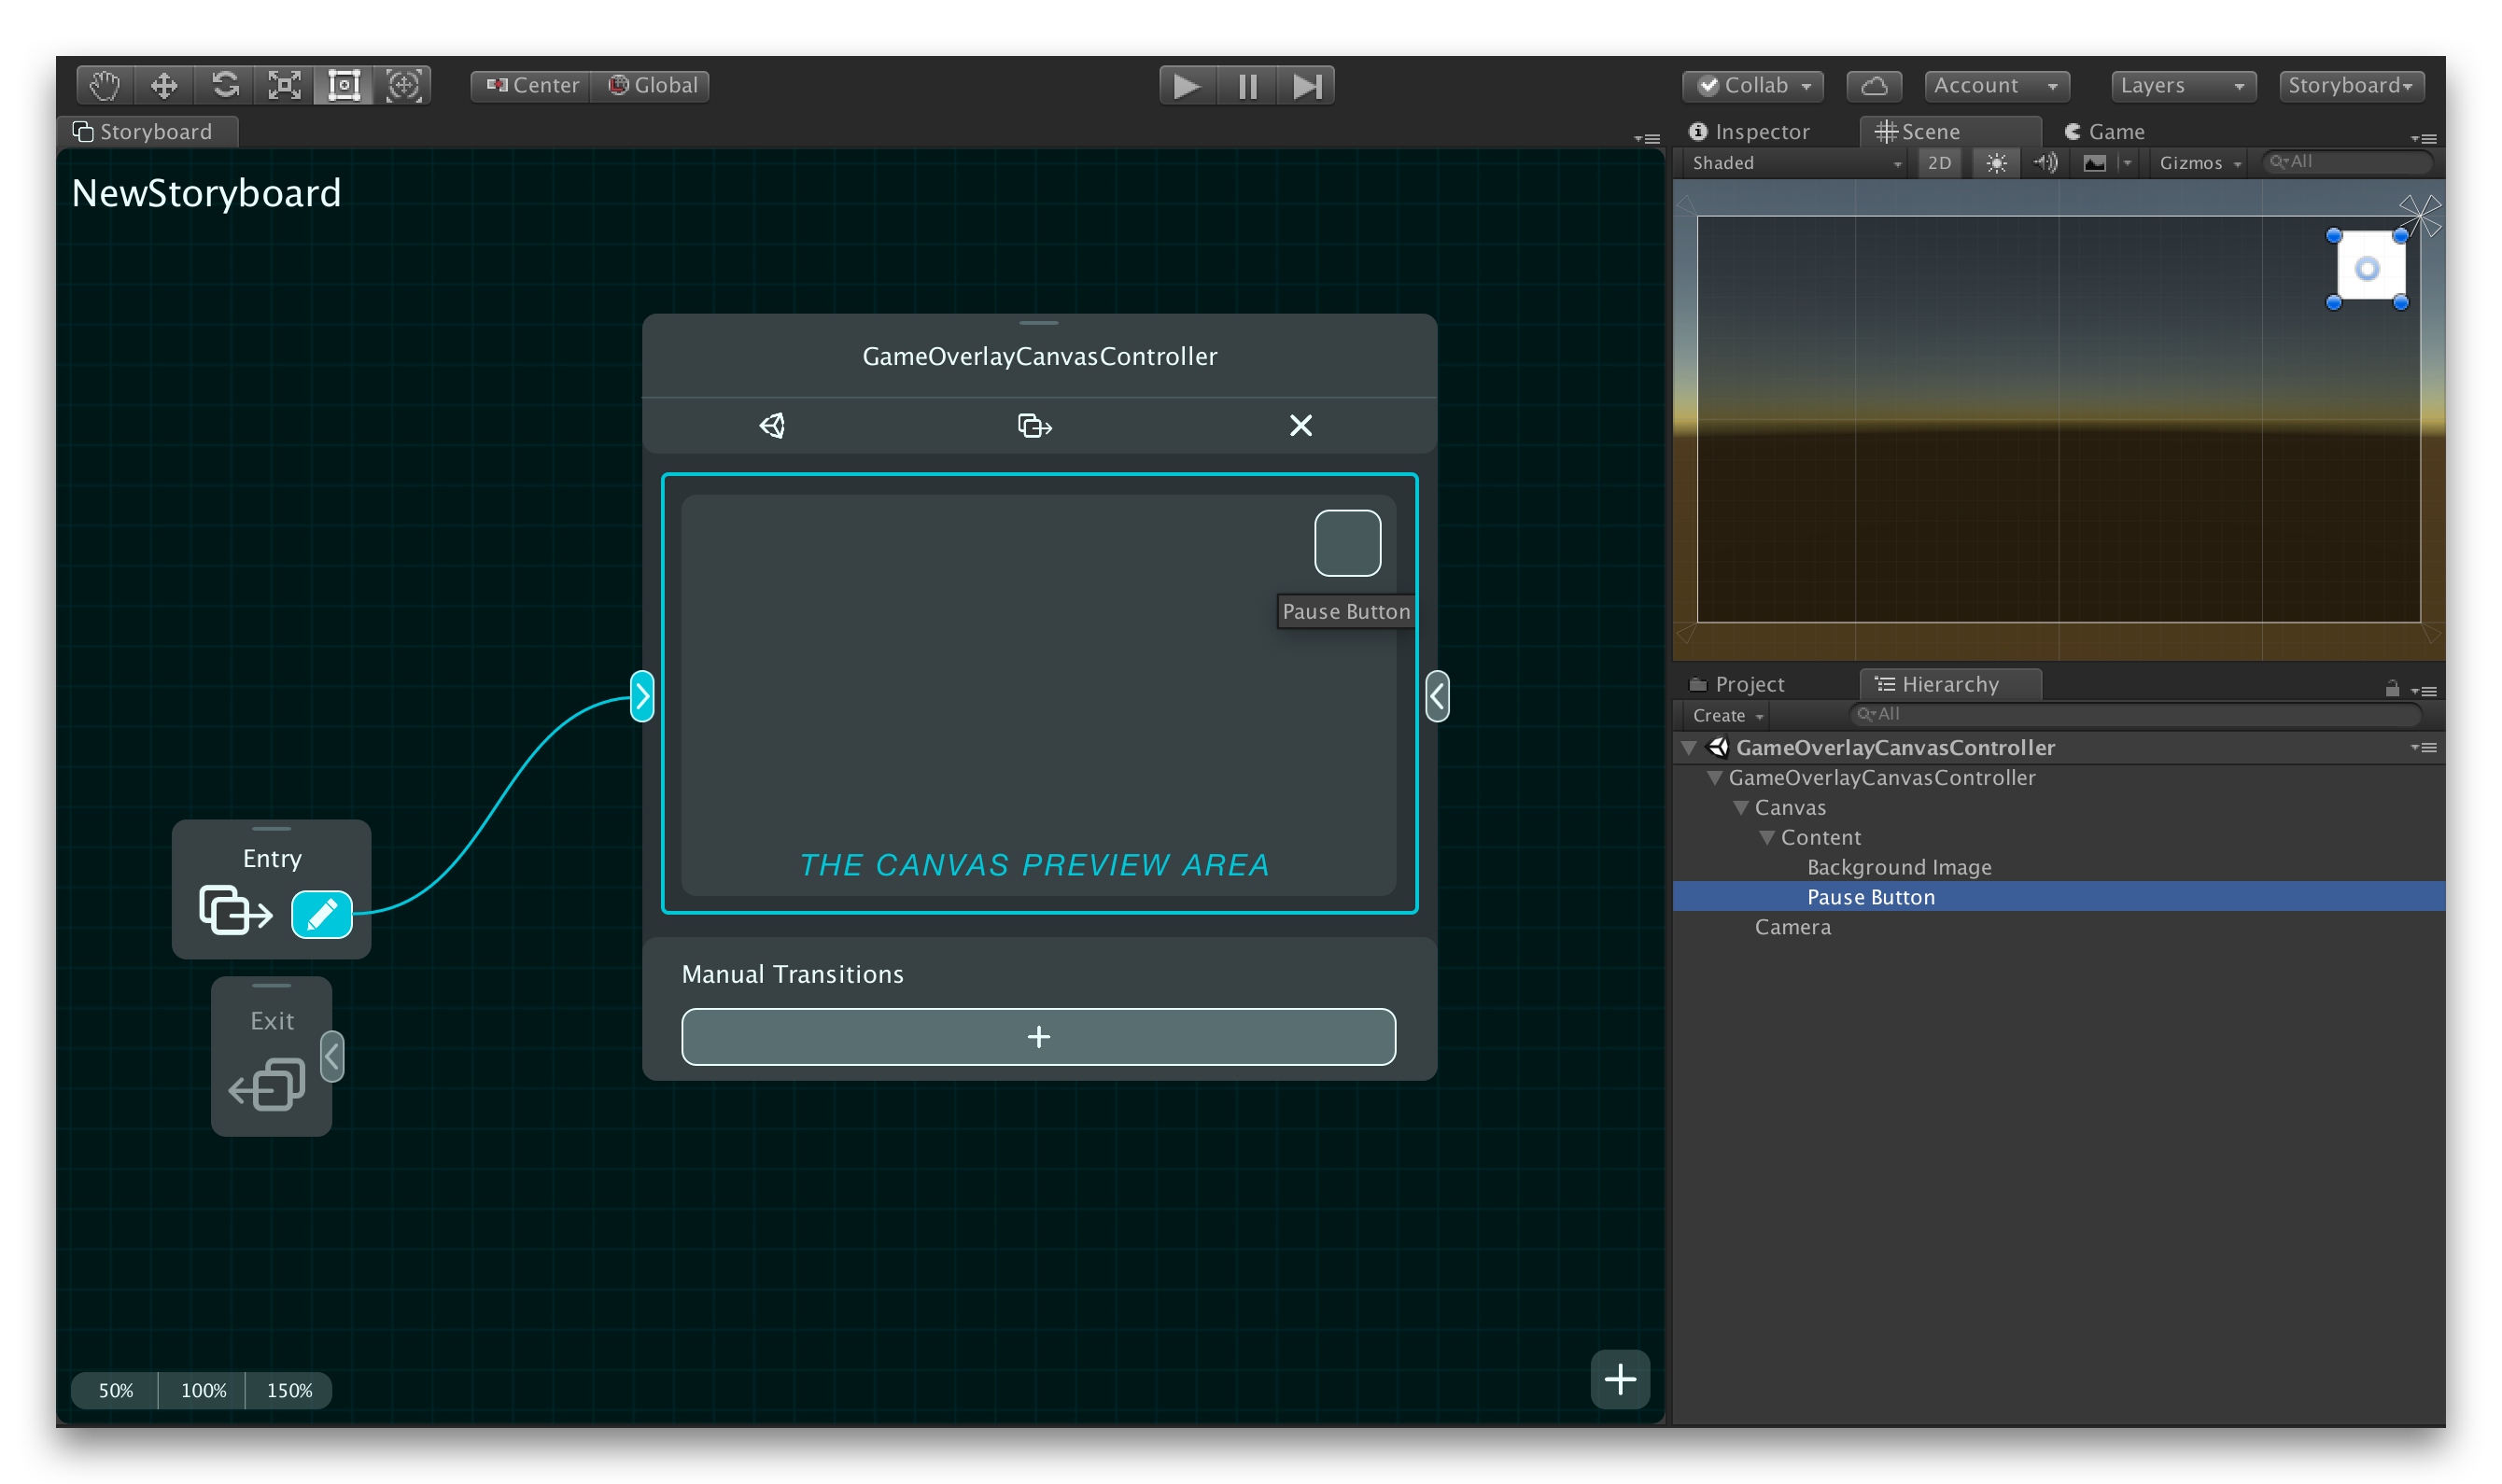 Center Global Collab Account Layers Storyboard
Storyboard
Inspector Scene Game
Shaded 2D Gizmos All
NewStoryboard
GameOverlayCanvasController
Pause Button
THE CANVAS PREVIEW AREA
Manual Transitions
+
Entry
Exit
50% 100% 150%
+
Project Hierarchy
Create All
GameOverlayCanvasController
GameOverlayCanvasController
Canvas
Content
Background Image
Pause Button
Camera